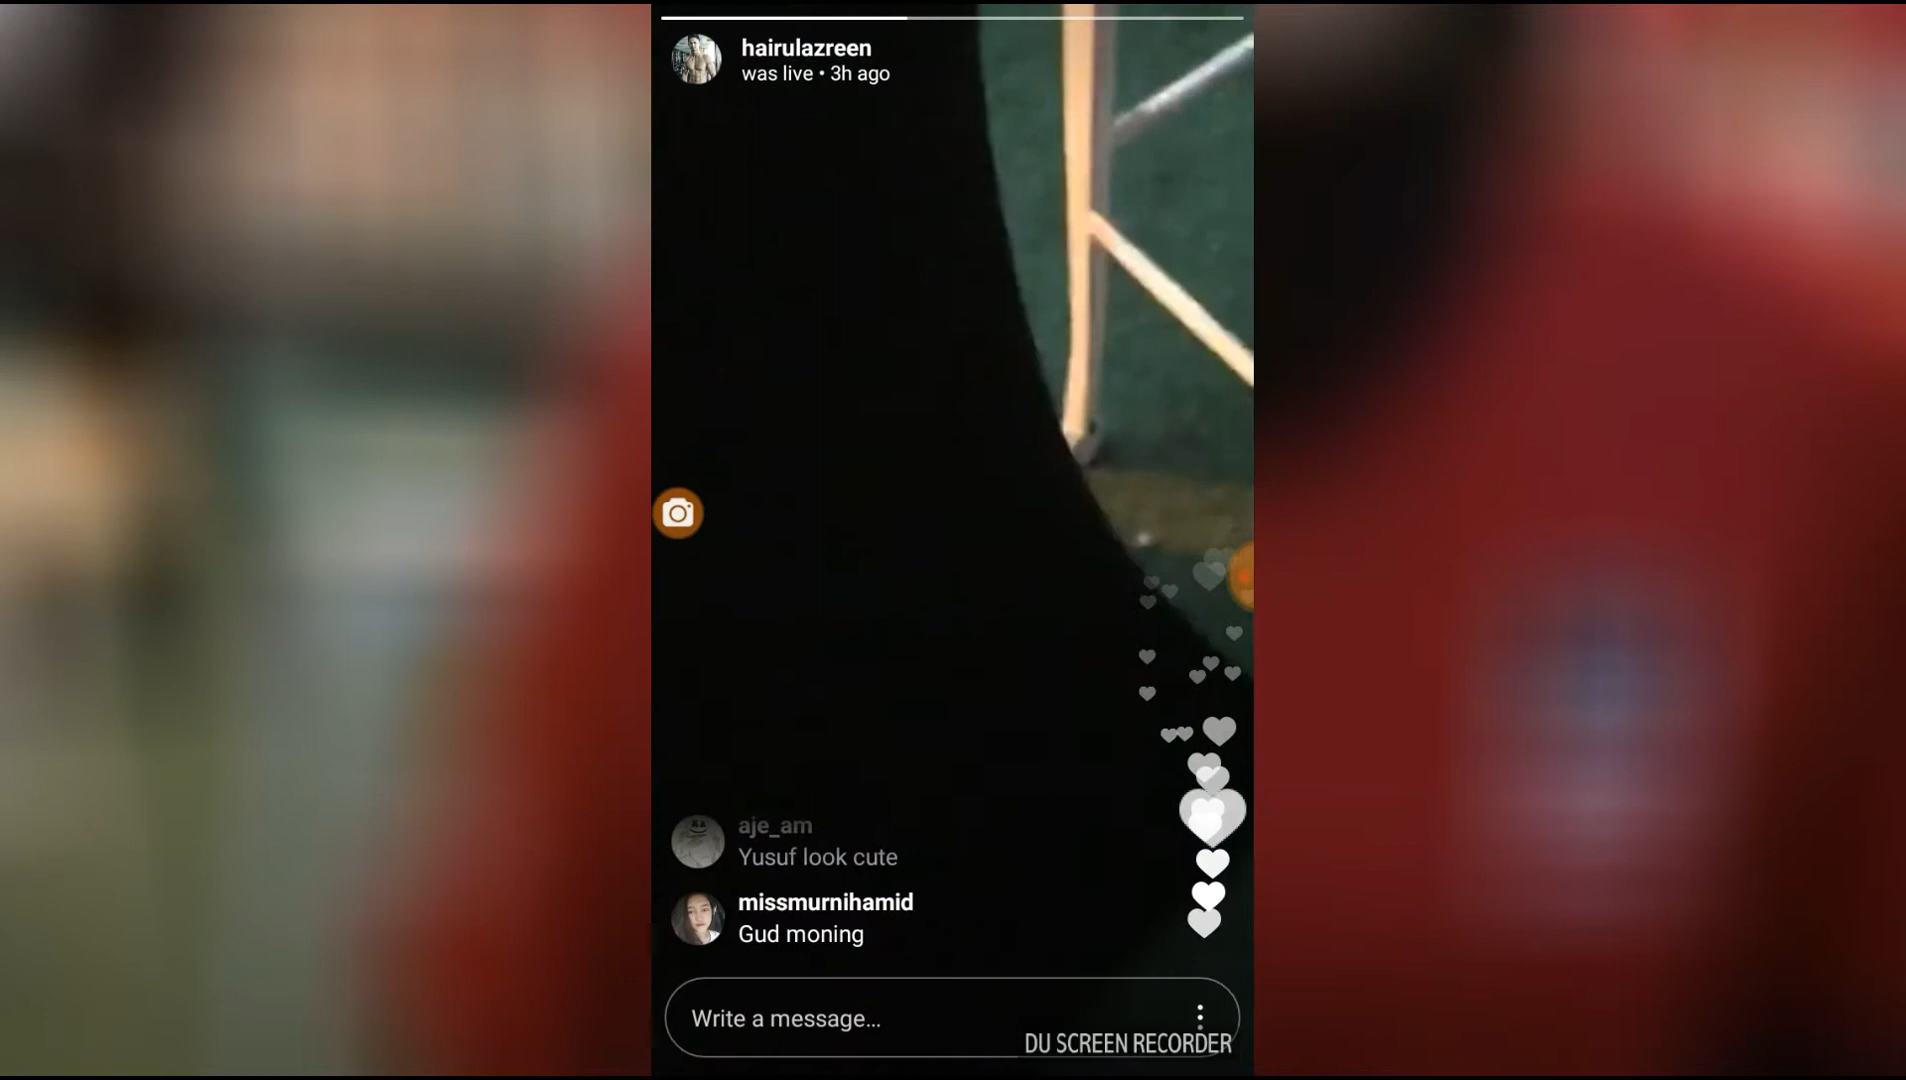 hairulazreen
was live • 3h ago
aje_am
Yusuf look cute
missmurnihamid
Gud moning
Write a message...
DU SCREEN RECORDER